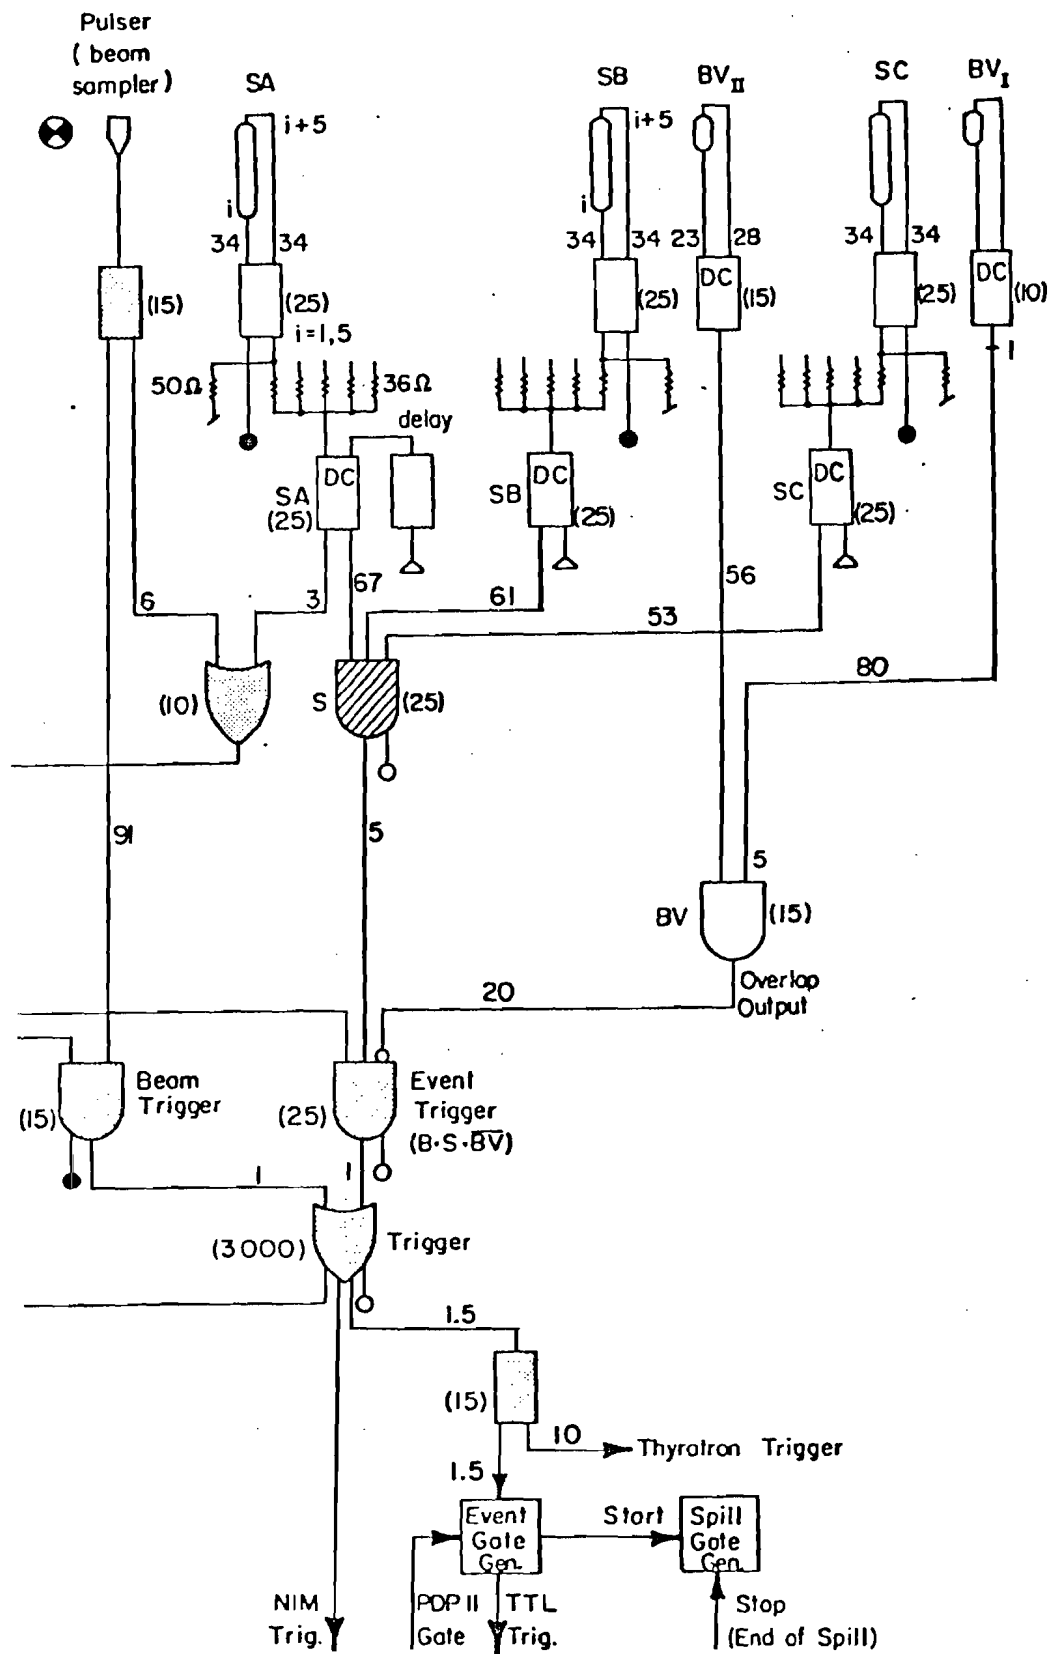 Pulser
( beam
sampler)
SA
SB
BV II
SC
BV I
i+5
i+5
i
i
34
34
34
34
23
28
34
34
DC
DC
(15)
(25)
(25)
(15)
(25)
(10)
i=1,5
1
50Ω
36Ω
delay
DC
DC
DC
SA
(25)
SB
(25)
SC
(25)
67
56
6
3
61
53
80
(10)
S
(25)
91
5
5
BV
(15)
Overlap
Output
20
Beam
Trigger
(15)
(25)
Event
Trigger
(B·S·B̅V̅)
1
1
(3000)
Trigger
1.5
(15)
10
Thyratron Trigger
1.5
Event
Gate
Gen.
Start
Spill
Gate
Gen.
NIM
Trig.
PDP II
Gate
TTL
Trig.
Stop
(End of Spill)